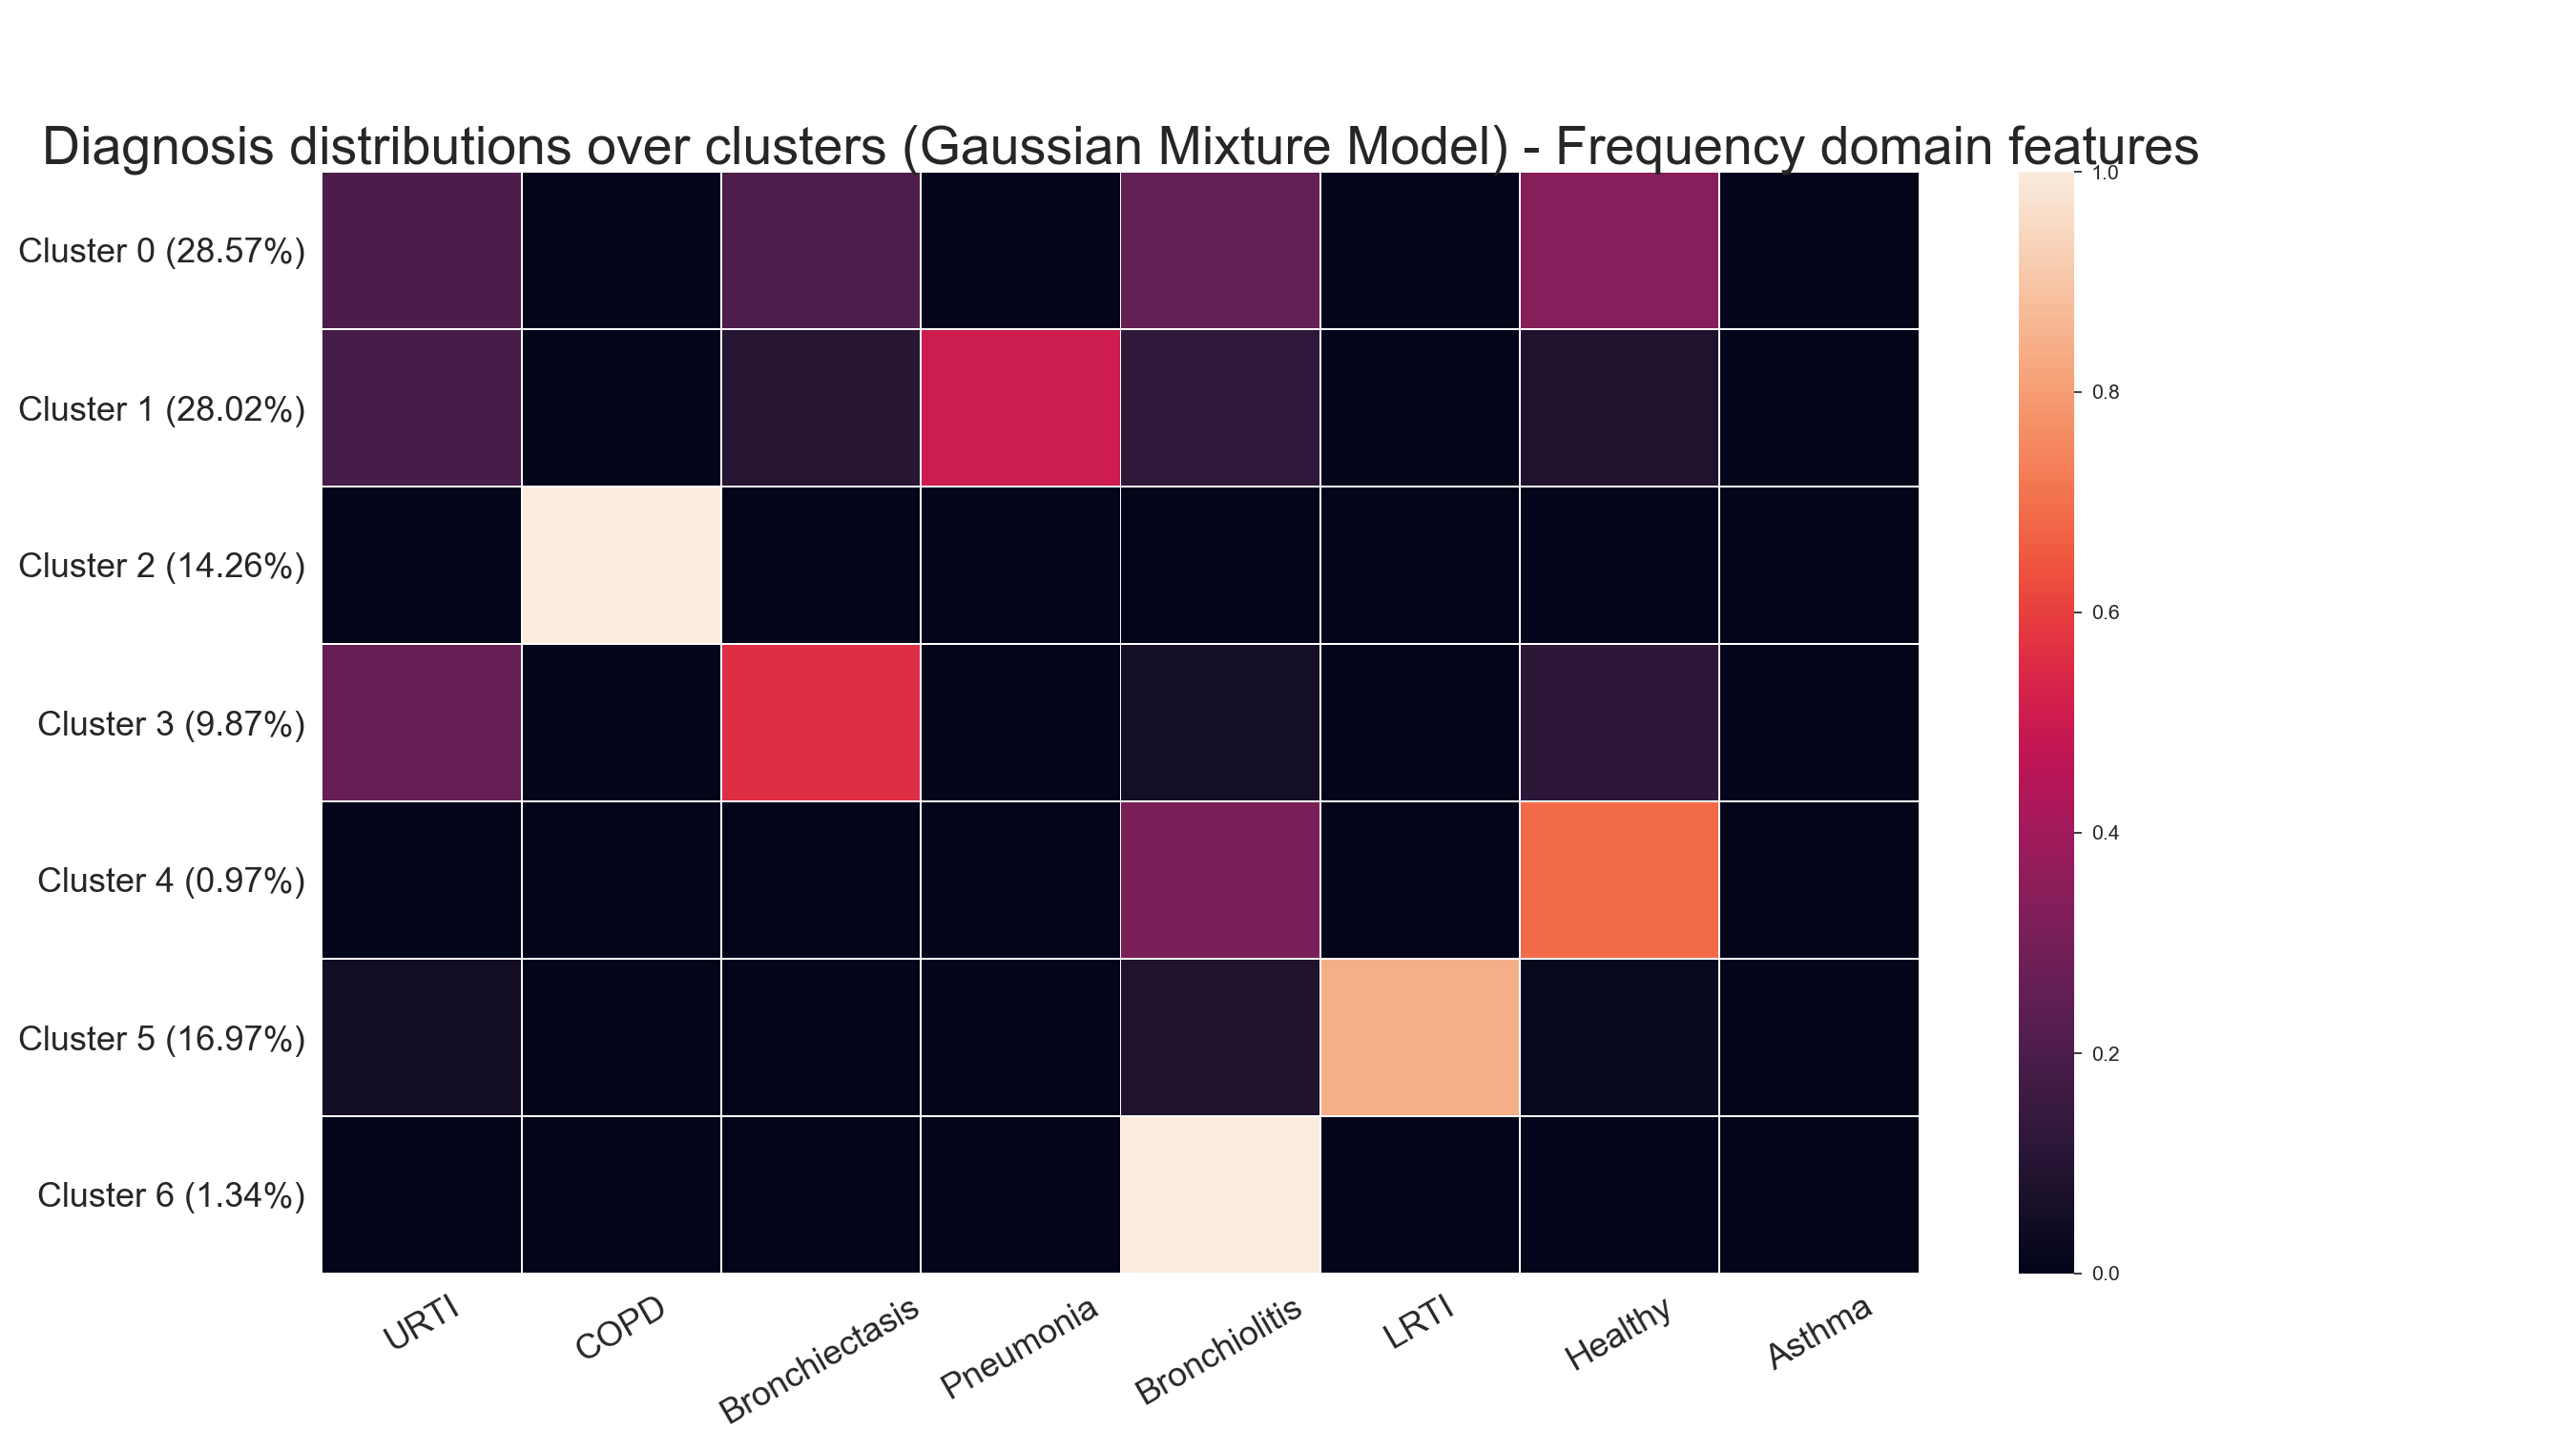 Diagnosis distributions over clusters (Gaussian Mixture Model) - Frequency domain features
Cluster 0 (28.57%)
Cluster 1 (28.02%)
Cluster 2 (14.26%)
Cluster 3 (9.87%)
Cluster 4 (0.97%)
Cluster 5 (16.97%)
Cluster 6 (1.34%)
URTI
COPD
Bronchiectasis
Pneumonia
Bronchiolitis
LRTI
Healthy
Asthma
1.0
0.8
0.6
0.4
0.2
0.0